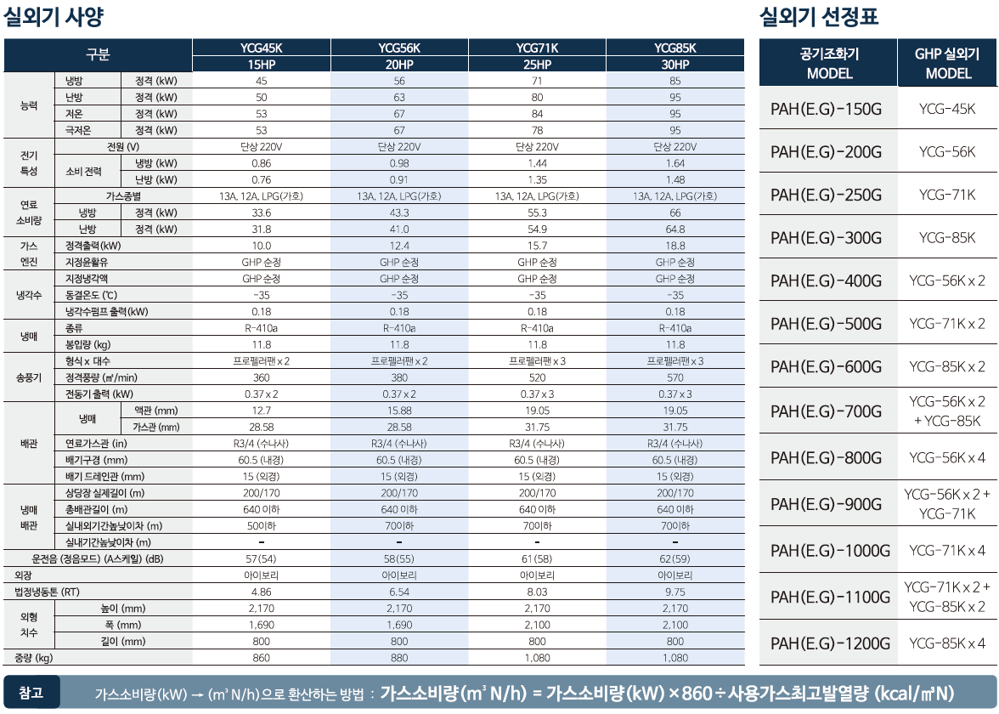 실외기 사양
구분 YCG45K YCG56K YCG71K YCG85K
15HP 20HP 25HP 30HP
능력 냉방 정격 (kW) 45 56 71 85
난방 정격 (kW) 50 63 80 95
저온 정격 (kW) 53 67 84 95
극저온 정격 (kW) 53 67 78 95
전기 특성 전원 (V) 단상 220V 단상 220V 단상 220V 단상 220V
소비 전력 냉방 (kW) 0.86 0.98 1.44 1.64
난방 (kW) 0.76 0.91 1.35 1.48
연료 소비량 가스종별 13A, 12A, LPG(가호) 13A, 12A, LPG(가호) 13A, 12A, LPG(가호) 13A, 12A, LPG(가호)
냉방 정격 (kW) 33.6 43.3 55.3 66
난방 정격 (kW) 31.8 41.0 54.9 64.8
가스 엔진 정격출력(kW) 10.0 12.4 15.7 18.8
지정윤활유 GHP 순정 GHP 순정 GHP 순정 GHP 순정
냉각수 지정냉각액 GHP 순정 GHP 순정 GHP 순정 GHP 순정
동결온도 (℃) -35 -35 -35 -35
냉각수펌프 출력(kW) 0.18 0.18 0.18 0.18
냉매 종류 R-410a R-410a R-410a R-410a
봉입량 (kg) 11.8 11.8 11.8 11.8
송풍기 형식 x 대수 프로펠러팬 x 2 프로펠러팬 x 2 프로펠러팬 x 3 프로펠러팬 x 3
정격풍량 (㎥/min) 360 380 520 570
전동기 출력 (kW) 0.37 x 2 0.37 x 2 0.37 x 3 0.37 x 3
배관 냉매 액관 (mm) 12.7 15.88 19.05 19.05
가스관 (mm) 28.58 28.58 31.75 31.75
연료가스관 (in) R3/4 (수나사) R3/4 (수나사) R3/4 (수나사) R3/4 (수나사)
배기구경 (mm) 60.5 (내경) 60.5 (내경) 60.5 (내경) 60.5 (내경)
배기 드레인관 (mm) 15 (외경) 15 (외경) 15 (외경) 15 (외경)
냉매 배관 상당장 실제길이 (m) 200/170 200/170 200/170 200/170
총배관길이 (m) 640 이하 640 이하 640 이하 640 이하
실내외기간높낮이차 (m) 50이하 70이하 70이하 70이하
실내기간높낮이차 (m) - - - -
운전음 (정음모드) (A스케일) (dB) 57(54) 58(55) 61(58) 62(59)
외장 아이보리 아이보리 아이보리 아이보리
법정냉동톤 (RT) 4.86 6.54 8.03 9.75
외형 치수 높이 (mm) 2,170 2,170 2,170 2,170
폭 (mm) 1,690 1,690 2,100 2,100
길이 (mm) 800 800 800 800
중량 (kg) 860 880 1,080 1,080
실외기 선정표
공기조화기 MODEL GHP 실외기 MODEL
PAH(E.G)-150G YCG-45K
PAH(E.G)-200G YCG-56K
PAH(E.G)-250G YCG-71K
PAH(E.G)-300G YCG-85K
PAH(E.G)-400G YCG-56K x 2
PAH(E.G)-500G YCG-71K x 2
PAH(E.G)-600G YCG-85K x 2
PAH(E.G)-700G YCG-56K x 2 + YCG-85K
PAH(E.G)-800G YCG-56K x 4
PAH(E.G)-900G YCG-56K x 2 + YCG-71K
PAH(E.G)-1000G YCG-71K x 4
PAH(E.G)-1100G YCG-71K x 2 + YCG-85K x 2
PAH(E.G)-1200G YCG-85K x 4
참고 가스소비량(kW) → (m³ N/h)으로 환산하는 방법 : 가스소비량(m³ N/h) = 가스소비량(kW) ×860÷사용가스최고발열량 (kcal/㎥N)